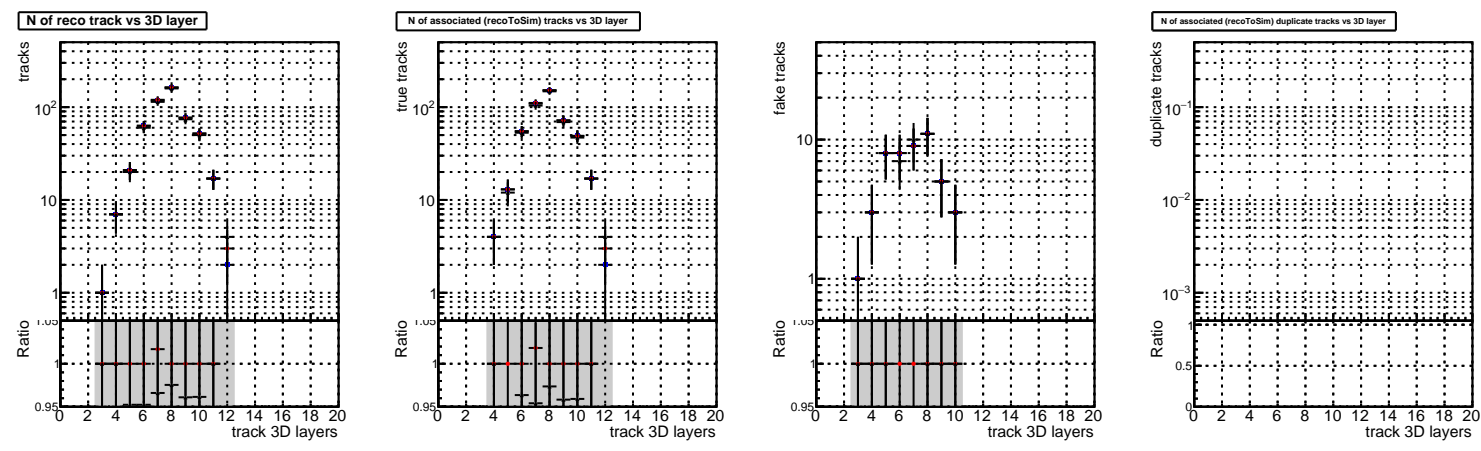 N of reco track vs 3D layer
tracks
10²
10
1
Ratio
1.05
1
0.95
0 2 4 6 8 10 12 14 16 18 20
track 3D layers
N of associated (recoToSim) tracks vs 3D layer
true tracks
10²
10
1
Ratio
1.05
1
0.95
0 2 4 6 8 10 12 14 16 18 20
track 3D layers
fake tracks
10
1
Ratio
1.05
1
0.95
0 2 4 6 8 10 12 14 16 18 20
track 3D layers
N of associated (recoToSim) duplicate tracks vs 3D layer
duplicate tracks
10⁻¹
10⁻²
10⁻³
Ratio
1
0.5
0
0 2 4 6 8 10 12 14 16 18 20
track 3D layers